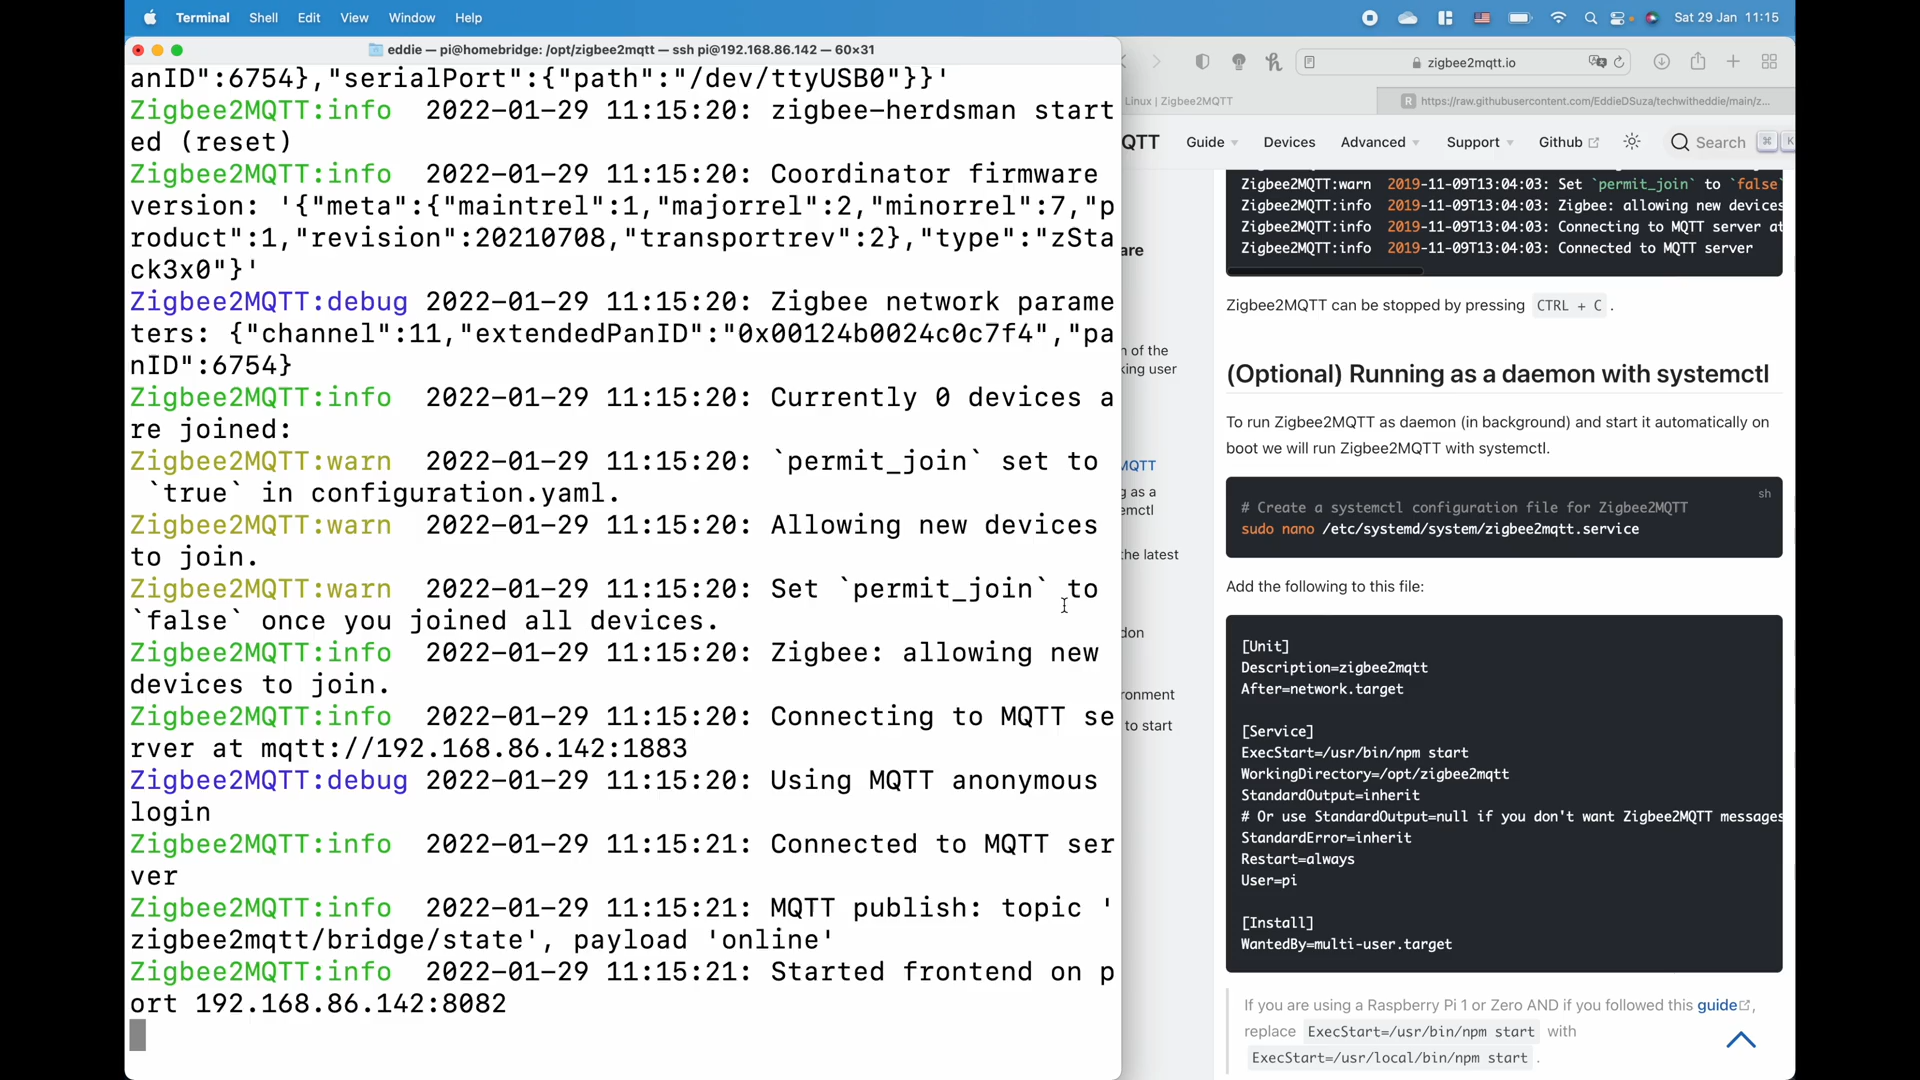 Terminal Shell Edit View Window Help
Sat 29 Jan 11:15
eddie — pi@homebridge: /opt/zigbee2mqtt — ssh pi@192.168.86.142 — 60×31
anID":6754},"serialPort":{"path":"/dev/ttyUSB0"}}'
Zigbee2MQTT:info  2022-01-29 11:15:20: zigbee-herdsman start
ed (reset)
Zigbee2MQTT:info  2022-01-29 11:15:20: Coordinator firmware
version: '{"meta":{"maintrel":1,"majorrel":2,"minorrel":7,"p
roduct":1,"revision":20210708,"transportrev":2},"type":"zSta
ck3x0"}'
Zigbee2MQTT:debug 2022-01-29 11:15:20: Zigbee network parame
ters: {"channel":11,"extendedPanID":"0x00124b0024c0c7f4","pa
nID":6754}
Zigbee2MQTT:info  2022-01-29 11:15:20: Currently 0 devices a
re joined:
Zigbee2MQTT:warn  2022-01-29 11:15:20: `permit_join` set to
 `true` in configuration.yaml.
Zigbee2MQTT:warn  2022-01-29 11:15:20: Allowing new devices
to join.
Zigbee2MQTT:warn  2022-01-29 11:15:20: Set `permit_join` to
`false` once you joined all devices.
Zigbee2MQTT:info  2022-01-29 11:15:20: Zigbee: allowing new
devices to join.
Zigbee2MQTT:info  2022-01-29 11:15:20: Connecting to MQTT se
rver at mqtt://192.168.86.142:1883
Zigbee2MQTT:debug 2022-01-29 11:15:20: Using MQTT anonymous
login
Zigbee2MQTT:info  2022-01-29 11:15:21: Connected to MQTT ser
ver
Zigbee2MQTT:info  2022-01-29 11:15:21: MQTT publish: topic '
zigbee2mqtt/bridge/state', payload 'online'
Zigbee2MQTT:info  2022-01-29 11:15:21: Started frontend on p
ort 192.168.86.142:8082
zigbee2mqtt.io
Linux | Zigbee2MQTT
R https://raw.githubusercontent.com/EddieDSuza/techwitheddie/main/z...
QTT Guide Devices Advanced Support Github Search ⌘ K
are
n of the
king user
MQTT
g as a
emctl
the latest
don
ronment
to start
Zigbee2MQTT:warn  2019-11-09T13:04:03: Set `permit_join` to `false`
Zigbee2MQTT:info  2019-11-09T13:04:03: Zigbee: allowing new devices
Zigbee2MQTT:info  2019-11-09T13:04:03: Connecting to MQTT server at
Zigbee2MQTT:info  2019-11-09T13:04:03: Connected to MQTT server
Zigbee2MQTT can be stopped by pressing CTRL + C .
(Optional) Running as a daemon with systemctl
To run Zigbee2MQTT as daemon (in background) and start it automatically on
boot we will run Zigbee2MQTT with systemctl.
sh
# Create a systemctl configuration file for Zigbee2MQTT
sudo nano /etc/systemd/system/zigbee2mqtt.service
Add the following to this file:
[Unit]
Description=zigbee2mqtt
After=network.target
[Service]
ExecStart=/usr/bin/npm start
WorkingDirectory=/opt/zigbee2mqtt
StandardOutput=inherit
# Or use StandardOutput=null if you don't want Zigbee2MQTT messages
StandardError=inherit
Restart=always
User=pi
[Install]
WantedBy=multi-user.target
If you are using a Raspberry Pi 1 or Zero AND if you followed this guide,
replace ExecStart=/usr/bin/npm start with
ExecStart=/usr/local/bin/npm start .